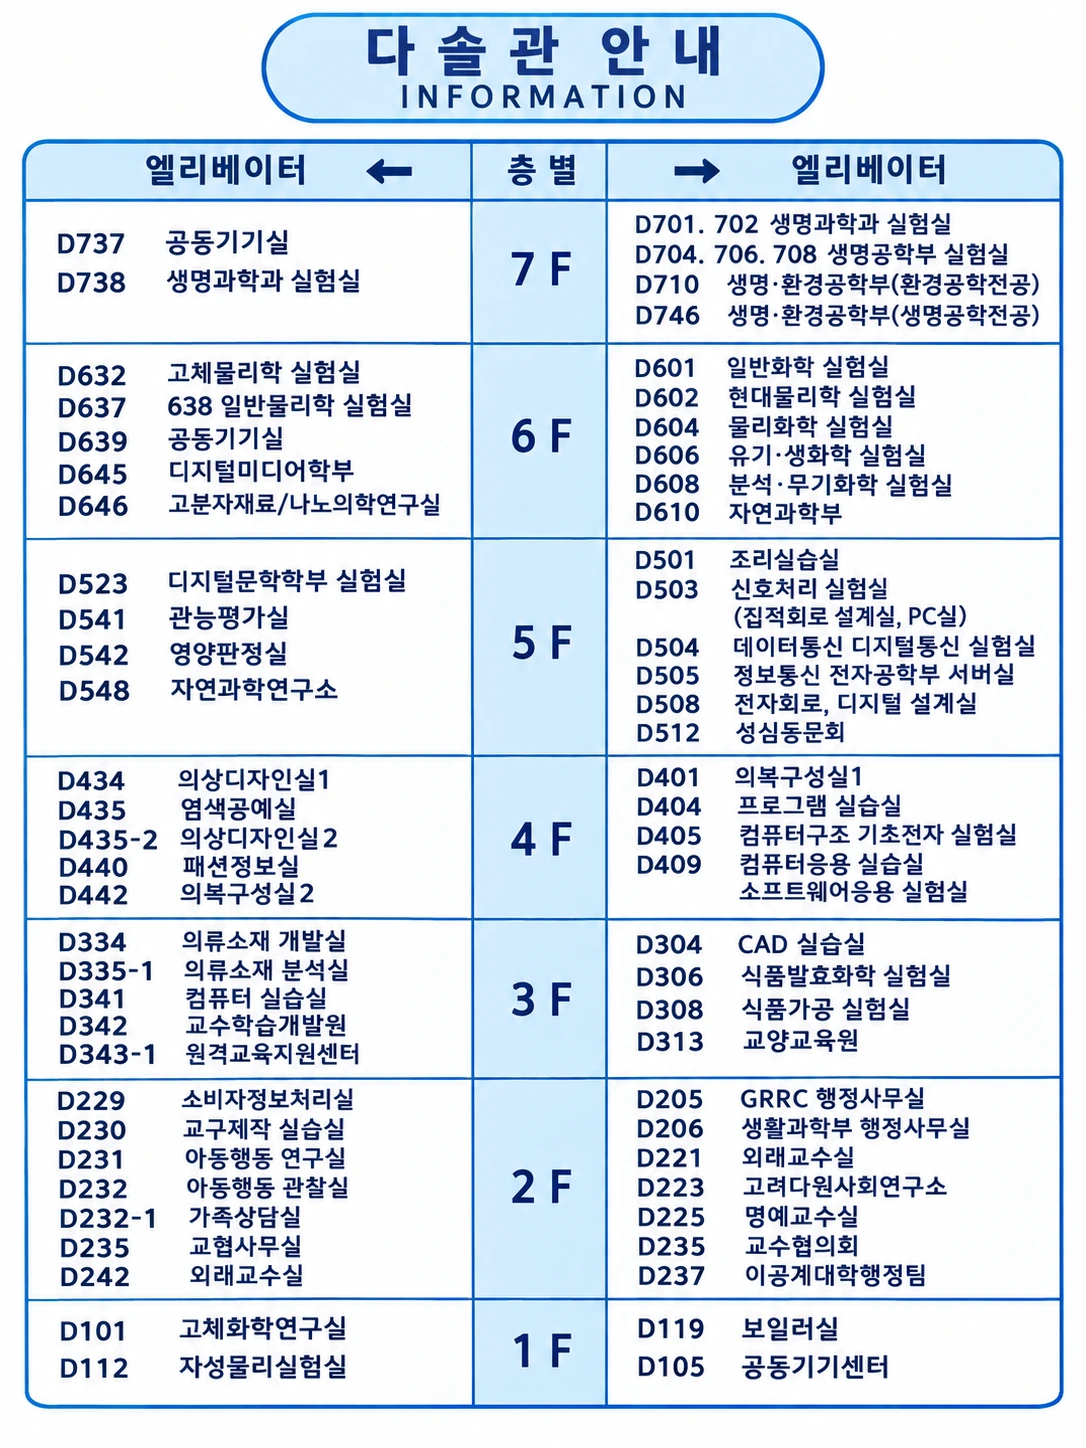 다솔관 안내
INFORMATION
엘리베이터 ←
층 별
→ 엘리베이터
D737 공동기기실
D738 생명과학과 실험실
7 F
D701. 702 생명과학과 실험실
D704. 706. 708 생명공학부 실험실
D710 생명·환경공학부(환경공학전공)
D746 생명·환경공학부(생명공학전공)
D632 고체물리학 실험실
D637 638 일반물리학 실험실
D639 공동기기실
D645 디지털미디어학부
D646 고분자재료/나노의학연구실
6 F
D601 일반화학 실험실
D602 현대물리학 실험실
D604 물리화학 실험실
D606 유기·생화학 실험실
D608 분석·무기화학 실험실
D610 자연과학부
D523 디지털문학학부 실험실
D541 관능평가실
D542 영양판정실
D548 자연과학연구소
5 F
D501 조리실습실
D503 신호처리 실험실
(집적회로 설계실, PC실)
D504 데이터통신 디지털통신 실험실
D505 정보통신 전자공학부 서버실
D508 전자회로, 디지털 설계실
D512 성심동문회
D434 의상디자인실1
D435 염색공예실
D435-2 의상디자인실2
D440 패션정보실
D442 의복구성실2
4 F
D401 의복구성실1
D404 프로그램 실습실
D405 컴퓨터구조 기초전자 실험실
D409 컴퓨터응용 실습실
소프트웨어응용 실험실
D334 의류소재 개발실
D335-1 의류소재 분석실
D341 컴퓨터 실습실
D342 교수학습개발원
D343-1 원격교육지원센터
3 F
D304 CAD 실습실
D306 식품발효화학 실험실
D308 식품가공 실험실
D313 교양교육원
D229 소비자정보처리실
D230 교구제작 실습실
D231 아동행동 연구실
D232 아동행동 관찰실
D232-1 가족상담실
D235 교협사무실
D242 외래교수실
2 F
D205 GRRC 행정사무실
D206 생활과학부 행정사무실
D221 외래교수실
D223 고려다원사회연구소
D225 명예교수실
D235 교수협의회
D237 이공계대학행정팀
D101 고체화학연구실
D112 자성물리실험실
1 F
D119 보일러실
D105 공동기기센터